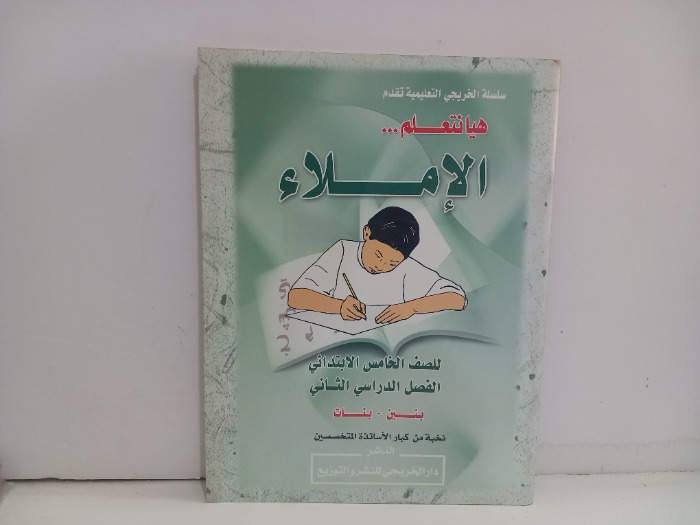 سلسلة الخريجي التعليمية تقدم
هيا نتعلم ...
الإملاء
للصف الخامس الابتدائي
الفصل الدراسي الثاني
بنين - بنات
نخبة من كبار الأساتذة المتخصصين
الناشر
دار الخريجي للنشر والتوزيع